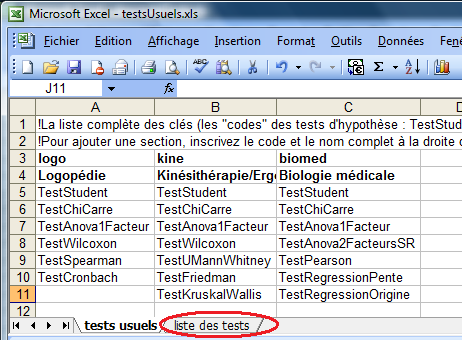 Microsoft Excel - testsUsuels.xls
Fichier Edition Affichage Insertion Format Outils Données
J11 fx
A B C
1 !La liste complète des clés (les "codes" des tests d'hypothèse : TestStud
2 !Pour ajouter une section, inscrivez le code et le nom complet à la droite
3 logo kine biomed
4 Logopédie Kinésithérapie/Erg Biologie médicale
5 TestStudent TestStudent TestStudent
6 TestChiCarre TestChiCarre TestChiCarre
7 TestAnova1Facteur TestAnova1Facteur TestAnova1Facteur
8 TestWilcoxon TestWilcoxon TestAnova2FacteursSR
9 TestSpearman TestUMannWhitney TestPearson
10 TestCronbach TestFriedman TestRegressionPente
11 TestKruskalWallis TestRegressionOrigine
12
tests usuels liste des tests